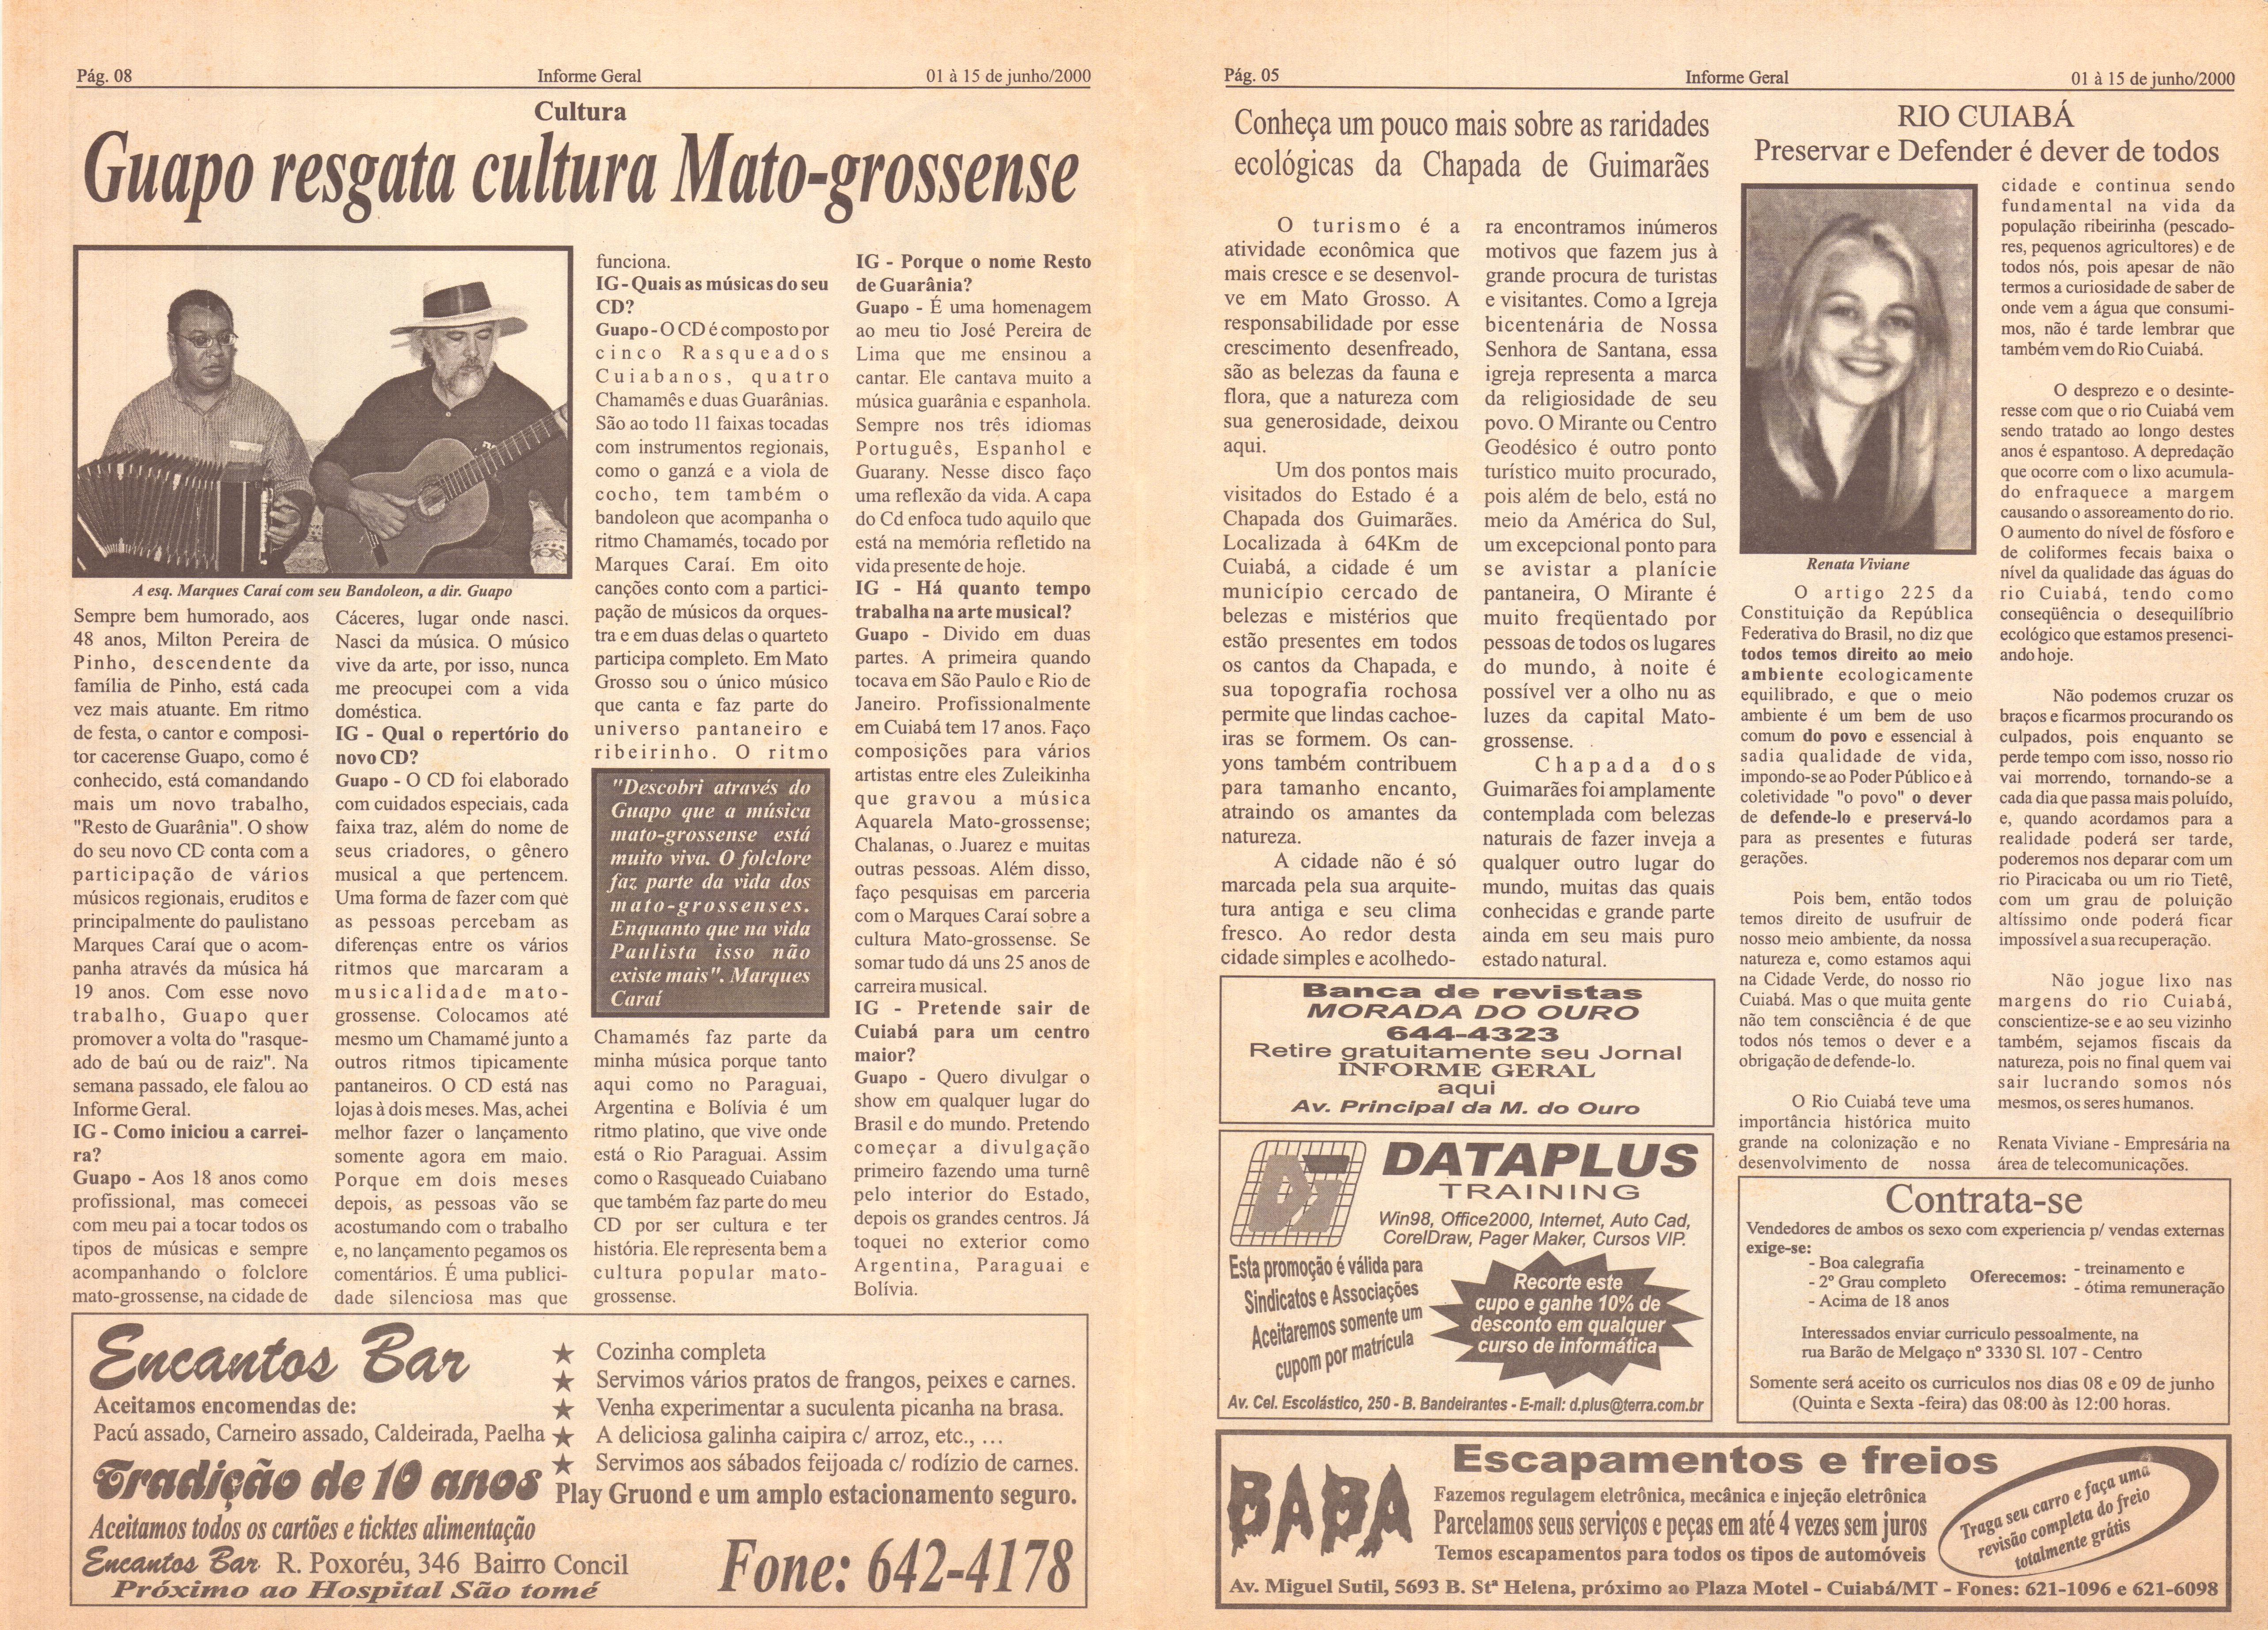 Pág. 08
Informe Geral
01 à 15 de junho/2000
Cultura
Guapo resgata cultura Mato-grossense
A esq. Marques Caraí com seu Bandoleon, a dir. Guapo
Sempre bem humorado, aos
48 anos, Milton Pereira de
Pinho, descendente da
família de Pinho, está cada
vez mais atuante. Em ritmo
de festa, o cantor e composi-
tor cacerense Guapo, como é
conhecido, está comandando
mais um novo trabalho,
"Resto de Guarânia". O show
do seu novo CD conta com a
participação de vários
músicos regionais, eruditos e
principalmente do paulistano
Marques Caraí que o acom-
panha através da música há
19 anos. Com esse novo
trabalho, Guapo quer
promover a volta do "rasque-
ado de baú ou de raiz". Na
semana passado, ele falou ao
Informe Geral.
IG - Como iniciou a carrei-
ra?
Guapo - Aos 18 anos como
profissional, mas comecei
com meu pai a tocar todos os
tipos de músicas e sempre
acompanhando o folclore
mato-grossense, na cidade de
Cáceres, lugar onde nasci.
Nasci da música. O músico
vive da arte, por isso, nunca
me preocupei com a vida
doméstica.
IG - Qual o repertório do
novo CD?
Guapo - O CD foi elaborado
com cuidados especiais, cada
faixa traz, além do nome de
seus criadores, o gênero
musical a que pertencem.
Uma forma de fazer com que
as pessoas percebam as
diferenças entre os vários
ritmos que marcaram a
musicalidade mato-
grossense. Colocamos até
mesmo um Chamamé junto a
outros ritmos tipicamente
pantaneiros. O CD está nas
lojas à dois meses. Mas, achei
melhor fazer o lançamento
somente agora em maio.
Porque em dois meses
depois, as pessoas vão se
acostumando com o trabalho
e, no lançamento pegamos os
comentários. É uma publici-
dade silenciosa mas que
funciona.
IG - Quais as músicas do seu
CD?
Guapo - O CD é composto por
cinco Rasqueados
Cuiabanos, quatro
Chamamês e duas Guarânias.
São ao todo 11 faixas tocadas
com instrumentos regionais,
como o ganzá e a viola de
cocho, tem também o
bandoleon que acompanha o
ritmo Chamamés, tocado por
Marques Caraí. Em oito
canções conto com a partici-
pação de músicos da orques-
tra e em duas delas o quarteto
participa completo. Em Mato
Grosso sou o único músico
que canta e faz parte do
universo pantaneiro e
ribeirinho. O ritmo
"Descobri através do
Guapo que a música
mato-grossense está
muito viva. O folclore
faz parte da vida dos
mato-grossenses.
Enquanto que na vida
Paulista isso não
existe mais". Marques
Caraí
Chamamés faz parte da
minha música porque tanto
aqui como no Paraguai,
Argentina e Bolívia é um
ritmo platino, que vive onde
está o Rio Paraguai. Assim
como o Rasqueado Cuiabano
que também faz parte do meu
CD por ser cultura e ter
história. Ele representa bem a
cultura popular mato-
grossense.
IG - Porque o nome Resto
de Guarânia?
Guapo - É uma homenagem
ao meu tio José Pereira de
Lima que me ensinou a
cantar. Ele cantava muito a
música guarânia e espanhola.
Sempre nos três idiomas
Português, Espanhol e
Guarany. Nesse disco faço
uma reflexão da vida. A capa
do Cd enfoca tudo aquilo que
está na memória refletido na
vida presente de hoje.
IG - Há quanto tempo
trabalha na arte musical?
Guapo - Divido em duas
partes. A primeira quando
tocava em São Paulo e Rio de
Janeiro. Profissionalmente
em Cuiabá tem 17 anos. Faço
composições para vários
artistas entre eles Zuleikinha
que gravou a música
Aquarela Mato-grossense;
Chalanas, o Juarez e muitas
outras pessoas. Além disso,
faço pesquisas em parceria
com o Marques Caraí sobre a
cultura Mato-grossense. Se
somar tudo dá uns 25 anos de
carreira musical.
IG - Pretende sair de
Cuiabá para um centro
maior?
Guapo - Quero divulgar o
show em qualquer lugar do
Brasil e do mundo. Pretendo
começar a divulgação
primeiro fazendo uma turnê
pelo interior do Estado,
depois os grandes centros. Já
toquei no exterior como
Argentina, Paraguai e
Bolívia.
Encantos Bar
Aceitamos encomendas de:
Pacú assado, Carneiro assado, Caldeirada, Paelha
Tradição de 10 anos
Aceitamos todos os cartões e ticktes alimentação
Encantos Bar R. Poxoréu, 346 Bairro Concil
Próximo ao Hospital São tomé
★ Cozinha completa
★ Servimos vários pratos de frangos, peixes e carnes.
★ Venha experimentar a suculenta picanha na brasa.
★ A deliciosa galinha caipira c/ arroz, etc., ...
★ Servimos aos sábados feijoada c/ rodízio de carnes.
Play Gruond e um amplo estacionamento seguro.
Fone: 642-4178
Pág. 05
Informe Geral
01 à 15 de junho/2000
Conheça um pouco mais sobre as raridades
ecológicas da Chapada de Guimarães
O turismo é a
atividade econômica que
mais cresce e se desenvol-
ve em Mato Grosso. A
responsabilidade por esse
crescimento desenfreado,
são as belezas da fauna e
flora, que a natureza com
sua generosidade, deixou
aqui.
Um dos pontos mais
visitados do Estado é a
Chapada dos Guimarães.
Localizada à 64Km de
Cuiabá, a cidade é um
município cercado de
belezas e mistérios que
estão presentes em todos
os cantos da Chapada, e
sua topografia rochosa
permite que lindas cachoe-
iras se formem. Os can-
yons também contribuem
para tamanho encanto,
atraindo os amantes da
natureza.
A cidade não é só
marcada pela sua arquite-
tura antiga e seu clima
fresco. Ao redor desta
cidade simples e acolhedo-
ra encontramos inúmeros
motivos que fazem jus à
grande procura de turistas
e visitantes. Como a Igreja
bicentenária de Nossa
Senhora de Santana, essa
igreja representa a marca
da religiosidade de seu
povo. O Mirante ou Centro
Geodésico é outro ponto
turístico muito procurado,
pois além de belo, está no
meio da América do Sul,
um excepcional ponto para
se avistar a planície
pantaneira, O Mirante é
muito freqüentado por
pessoas de todos os lugares
do mundo, à noite é
possível ver a olho nu as
luzes da capital Mato-
grossense.
Chapada dos
Guimarães foi amplamente
contemplada com belezas
naturais de fazer inveja a
qualquer outro lugar do
mundo, muitas das quais
conhecidas e grande parte
ainda em seu mais puro
estado natural.
RIO CUIABÁ
Preservar e Defender é dever de todos
Renata Viviane
O artigo 225 da
Constituição da República
Federativa do Brasil, no diz que
todos temos direito ao meio
ambiente ecologicamente
equilibrado, e que o meio
ambiente é um bem de uso
comum do povo e essencial à
sadia qualidade de vida,
impondo-se ao Poder Público e à
coletividade "o povo" o dever
de defende-lo e preservá-lo
para as presentes e futuras
gerações.
Pois bem, então todos
temos direito de usufruir de
nosso meio ambiente, da nossa
natureza e, como estamos aqui
na Cidade Verde, do nosso rio
Cuiabá. Mas o que muita gente
não tem consciência é de que
todos nós temos o dever e a
obrigação de defende-lo.
O Rio Cuiabá teve uma
importância histórica muito
grande na colonização e no
desenvolvimento de nossa
cidade e continua sendo
fundamental na vida da
população ribeirinha (pescado-
res, pequenos agricultores) e de
todos nós, pois apesar de não
termos a curiosidade de saber de
onde vem a água que consumi-
mos, não é tarde lembrar que
também vem do Rio Cuiabá.
O desprezo e o desinte-
resse com que o rio Cuiabá vem
sendo tratado ao longo destes
anos é espantoso. A depredação
que ocorre com o lixo acumula-
do enfraquece a margem
causando o assoreamento do rio.
O aumento do nível de fósforo e
de coliformes fecais baixa o
nível da qualidade das águas do
rio Cuiabá, tendo como
conseqüência o desequilíbrio
ecológico que estamos presenci-
ando hoje.
Não podemos cruzar os
braços e ficarmos procurando os
culpados, pois enquanto se
perde tempo com isso, nosso rio
vai morrendo, tornando-se a
cada dia que passa mais poluído,
e, quando acordamos para a
realidade poderá ser tarde,
poderemos nos deparar com um
rio Piracicaba ou um rio Tietê,
com um grau de poluição
altíssimo onde poderá ficar
impossível a sua recuperação.
Não jogue lixo nas
margens do rio Cuiabá,
conscientize-se e ao seu vizinho
também, sejamos fiscais da
natureza, pois no final quem vai
sair lucrando somos nós
mesmos, os seres humanos.
Renata Viviane - Empresária na
área de telecomunicações.
Banca de revistas
MORADA DO OURO
644-4323
Retire gratuitamente seu Jornal
INFORME GERAL
aqui
Av. Principal da M. do Ouro
DATAPLUS
TRAINING
Win98, Office2000, Internet, Auto Cad,
CorelDraw, Pager Maker, Cursos VIP.
Esta promoção é válida para
Sindicatos e Associações
Aceitaremos somente um
cupom por matrícula
Recorte este
cupo e ganhe 10% de
desconto em qualquer
curso de informática
Av. Cel. Escolástico, 250 - B. Bandeirantes - E-mail: d.plus@terra.com.br
Contrata-se
Vendedores de ambos os sexo com experiencia p/ vendas externas
exige-se:
- Boa calegrafia
- 2º Grau completo
- Acima de 18 anos
Oferecemos:
- treinamento e
- ótima remuneração
Interessados enviar curriculo pessoalmente, na
rua Barão de Melgaço nº 3330 Sl. 107 - Centro
Somente será aceito os curriculos nos dias 08 e 09 de junho
(Quinta e Sexta -feira) das 08:00 às 12:00 horas.
BABA
Escapamentos e freios
Fazemos regulagem eletrônica, mecânica e injeção eletrônica
Parcelamos seus serviços e peças em até 4 vezes sem juros
Temos escapamentos para todos os tipos de automóveis
Traga seu carro e faça uma
revisão completa do freio
totalmente grátis
Av. Miguel Sutil, 5693 B. Stª Helena, próximo ao Plaza Motel - Cuiabá/MT - Fones: 621-1096 e 621-6098